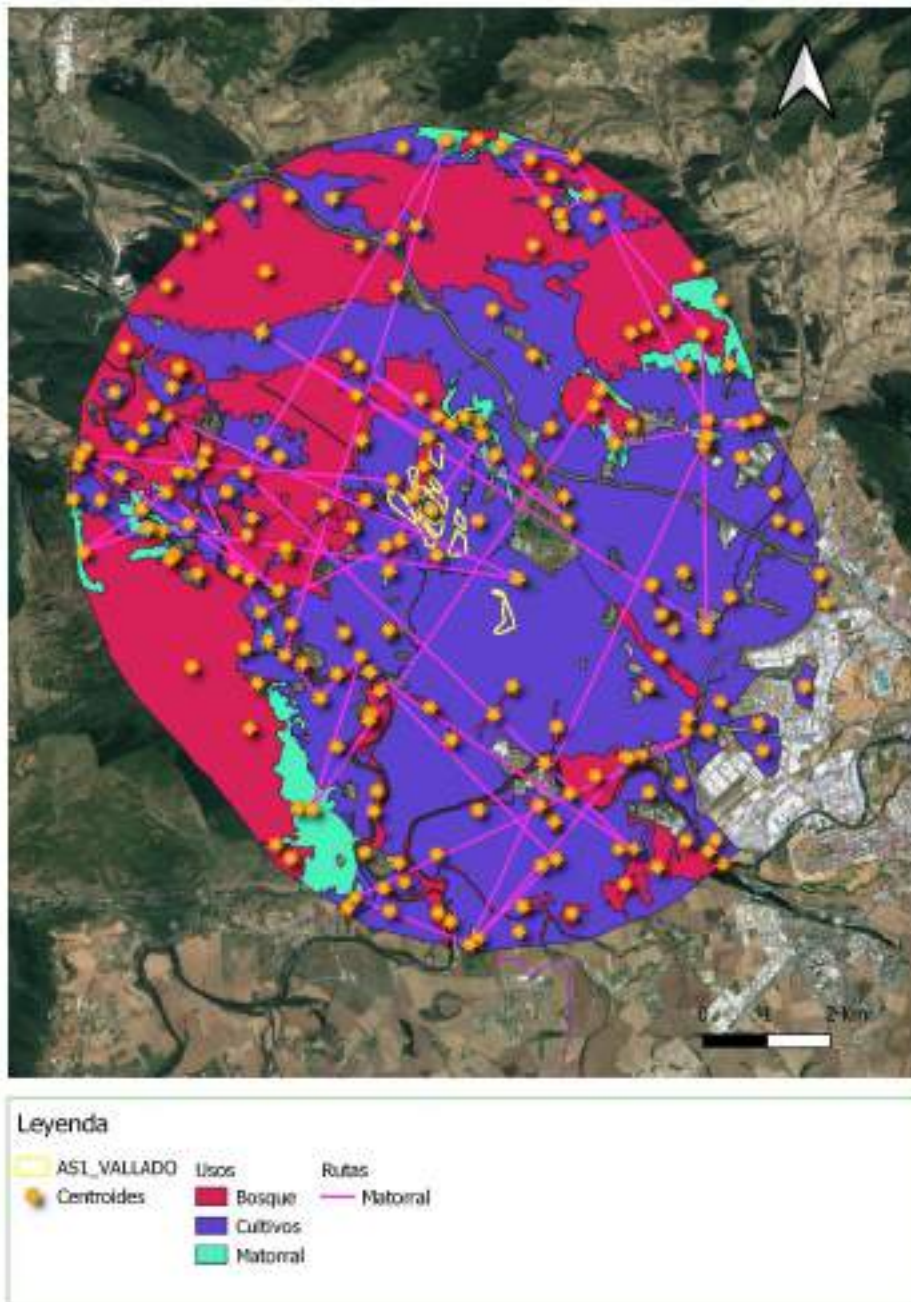 0 1 2 Km
Leyenda
AS1_VALLADO Usos Rutas
Centroides Bosque Matorral
Cultivos
Matorral